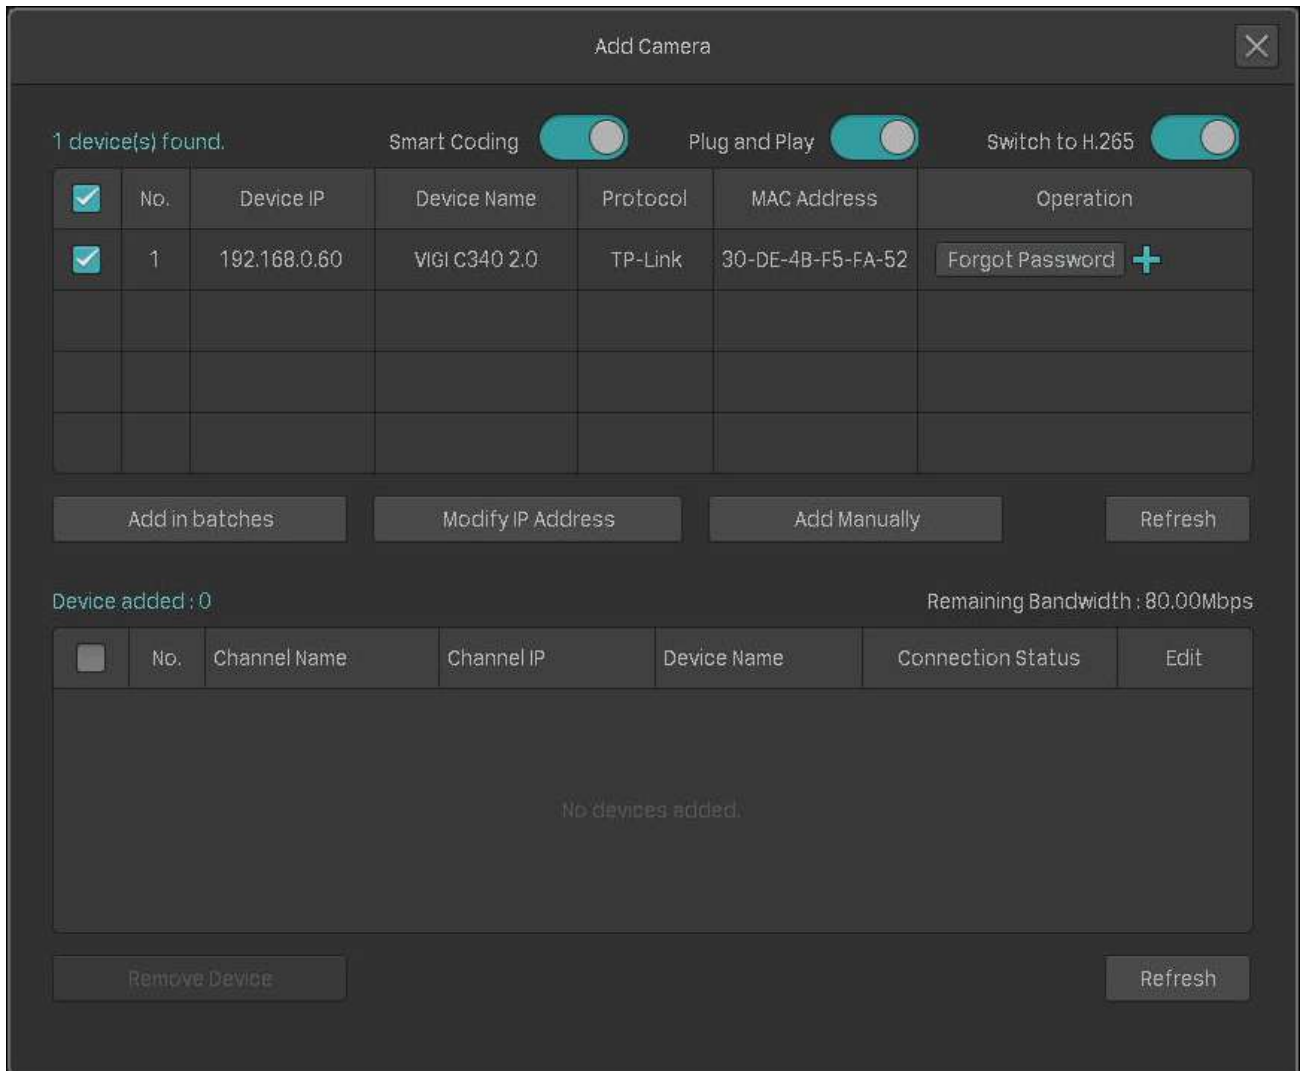 Add Camera
1 device(s) found. Smart Coding Plug and Play Switch to H.265
No. Device IP Device Name Protocol MAC Address Operation
1 192.168.0.60 VIGI C340 2.0 TP-Link 30-DE-4B-F5-FA-52 Forgot Password
Add in batches Modify IP Address Add Manually Refresh
Device added : 0 Remaining Bandwidth : 80.00Mbps
No. Channel Name Channel IP Device Name Connection Status Edit
No devices added.
Remove Device Refresh